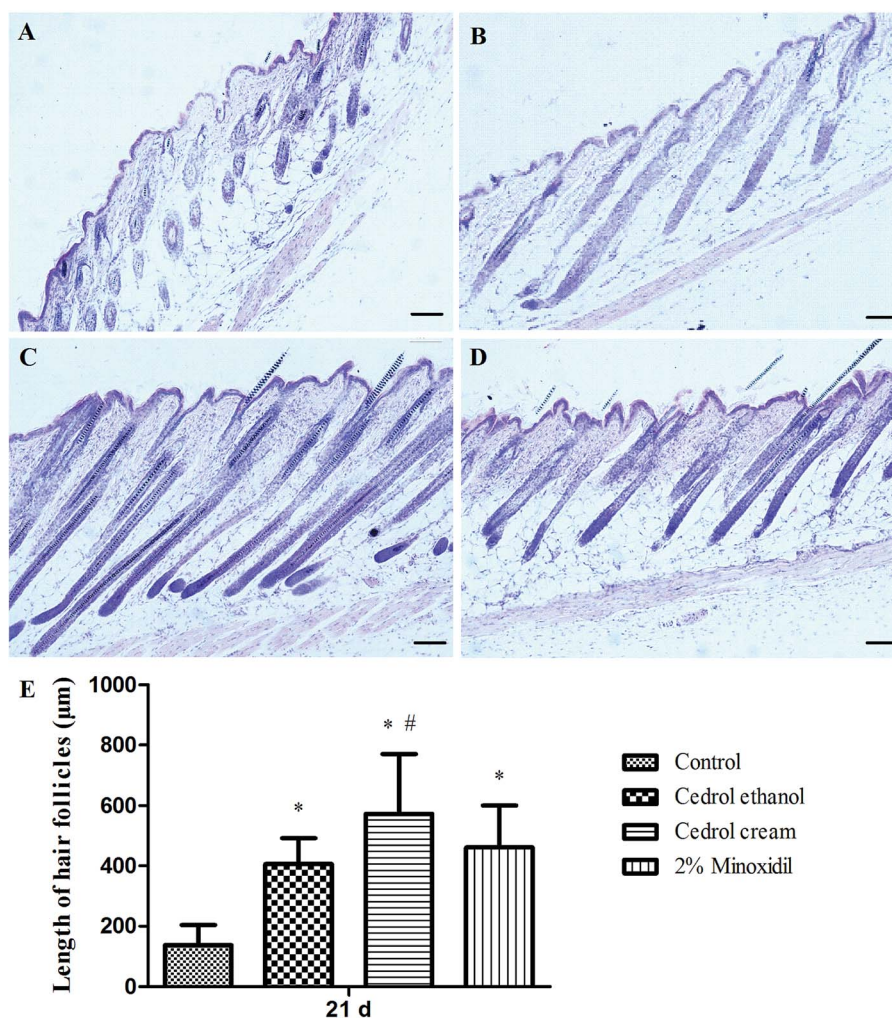 A
B
C
D
E
Length of hair follicles (µm)
1000
800
600
400
200
0
*
* #
*
21 d
Control
Cedrol ethanol
Cedrol cream
2% Minoxidil